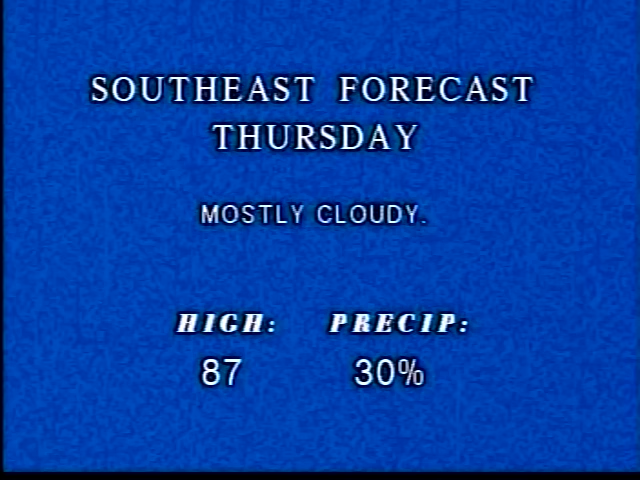 SOUTHEAST FORECAST
THURSDAY
MOSTLY CLOUDY.
HIGH: PRECIP:
87 30%